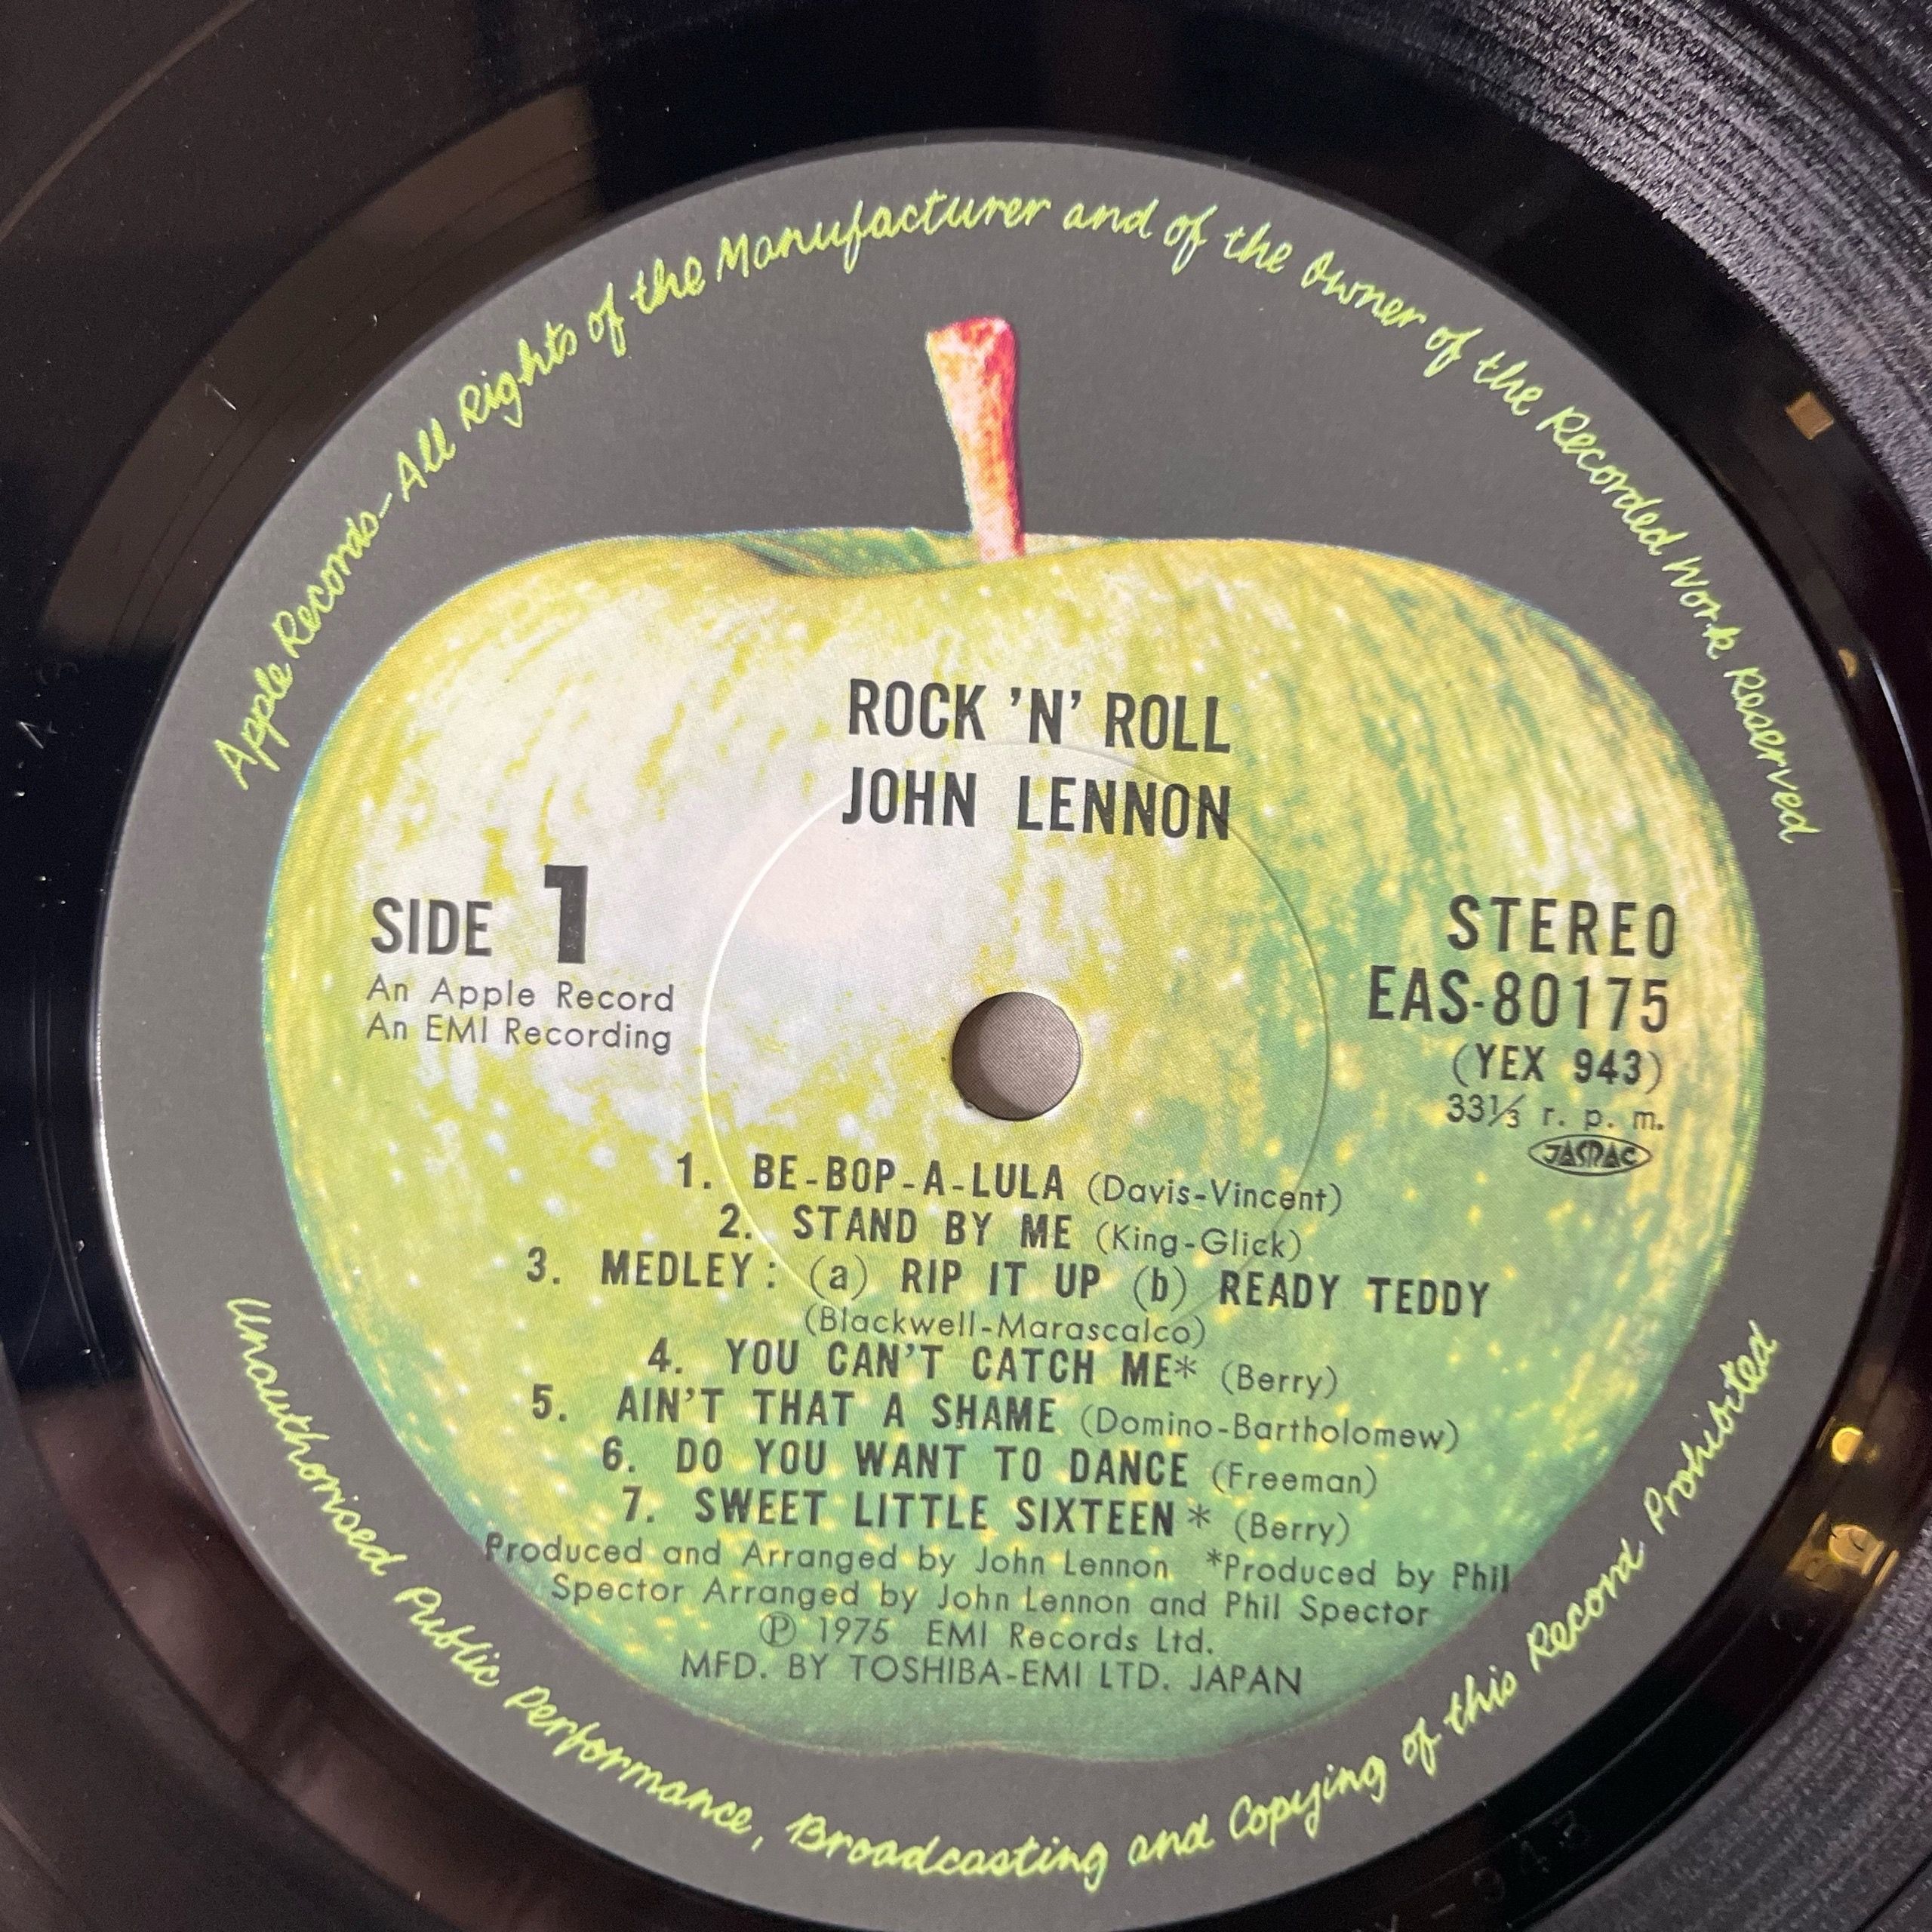 Apple Records–All Rights of the Manufacturer and of the Owner of the Recorded Work Reserved
ROCK 'N' ROLL
JOHN LENNON
SIDE 1
An Apple Record
An EMI Recording
STEREO
EAS-80175
(YEX 943)
33⅓ r. p. m.
JASRAC
1. BE-BOP-A-LULA (Davis-Vincent)
2. STAND BY ME (King-Glick)
3. MEDLEY: (a) RIP IT UP (b) READY TEDDY
(Blackwell-Marascalco)
4. YOU CAN'T CATCH ME* (Berry)
5. AIN'T THAT A SHAME (Domino-Bartholomew)
6. DO YOU WANT TO DANCE (Freeman)
7. SWEET LITTLE SIXTEEN* (Berry)
Produced and Arranged by John Lennon *Produced by Phil
Spector Arranged by John Lennon and Phil Spector
Ⓟ 1975 EMI Records Ltd.
MFD. BY TOSHIBA-EMI LTD. JAPAN
Unauthorised Public Performance, Broadcasting and Copying of this Record Prohibited